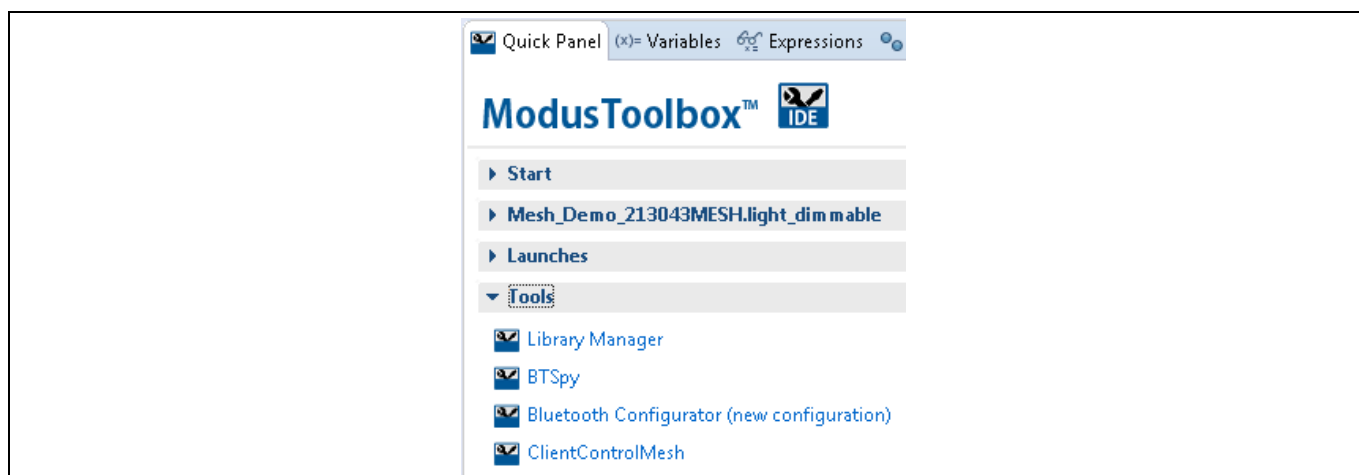 Quick Panel (x)= Variables Expressions
ModusToolbox™ IDE
Start
Mesh_Demo_213043MESH.light_dimmable
Launches
Tools
Library Manager
BTSpy
Bluetooth Configurator (new configuration)
ClientControlMesh